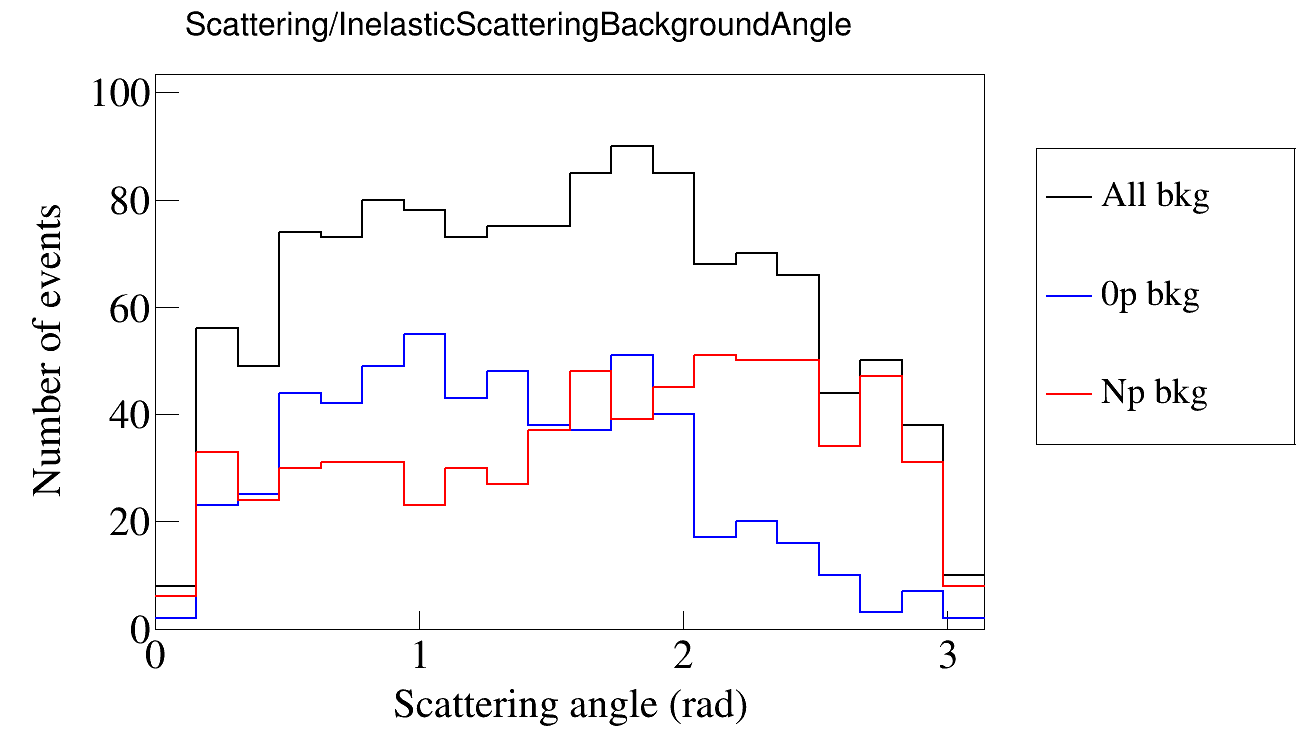 Scattering/InelasticScatteringBackgroundAngle
Number of events
100
80
60
40
20
0
0
1
2
3
Scattering angle (rad)
All bkg
0p bkg
Np bkg